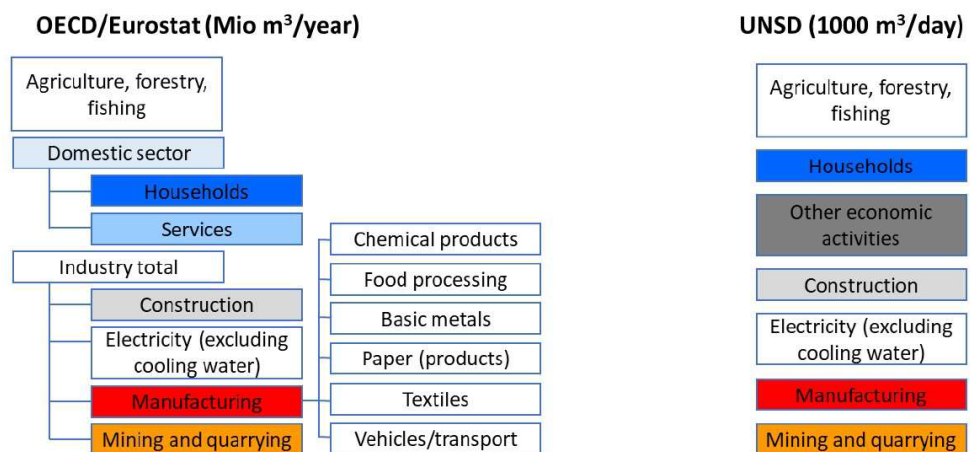 OECD/Eurostat (Mio m³/year)
Agriculture, forestry,
fishing
Domestic sector
Households
Services
Industry total
Construction
Electricity (excluding
cooling water)
Manufacturing
Mining and quarrying
Chemical products
Food processing
Basic metals
Paper (products)
Textiles
Vehicles/transport
UNSD (1000 m³/day)
Agriculture, forestry,
fishing
Households
Other economic
activities
Construction
Electricity (excluding
cooling water)
Manufacturing
Mining and quarrying